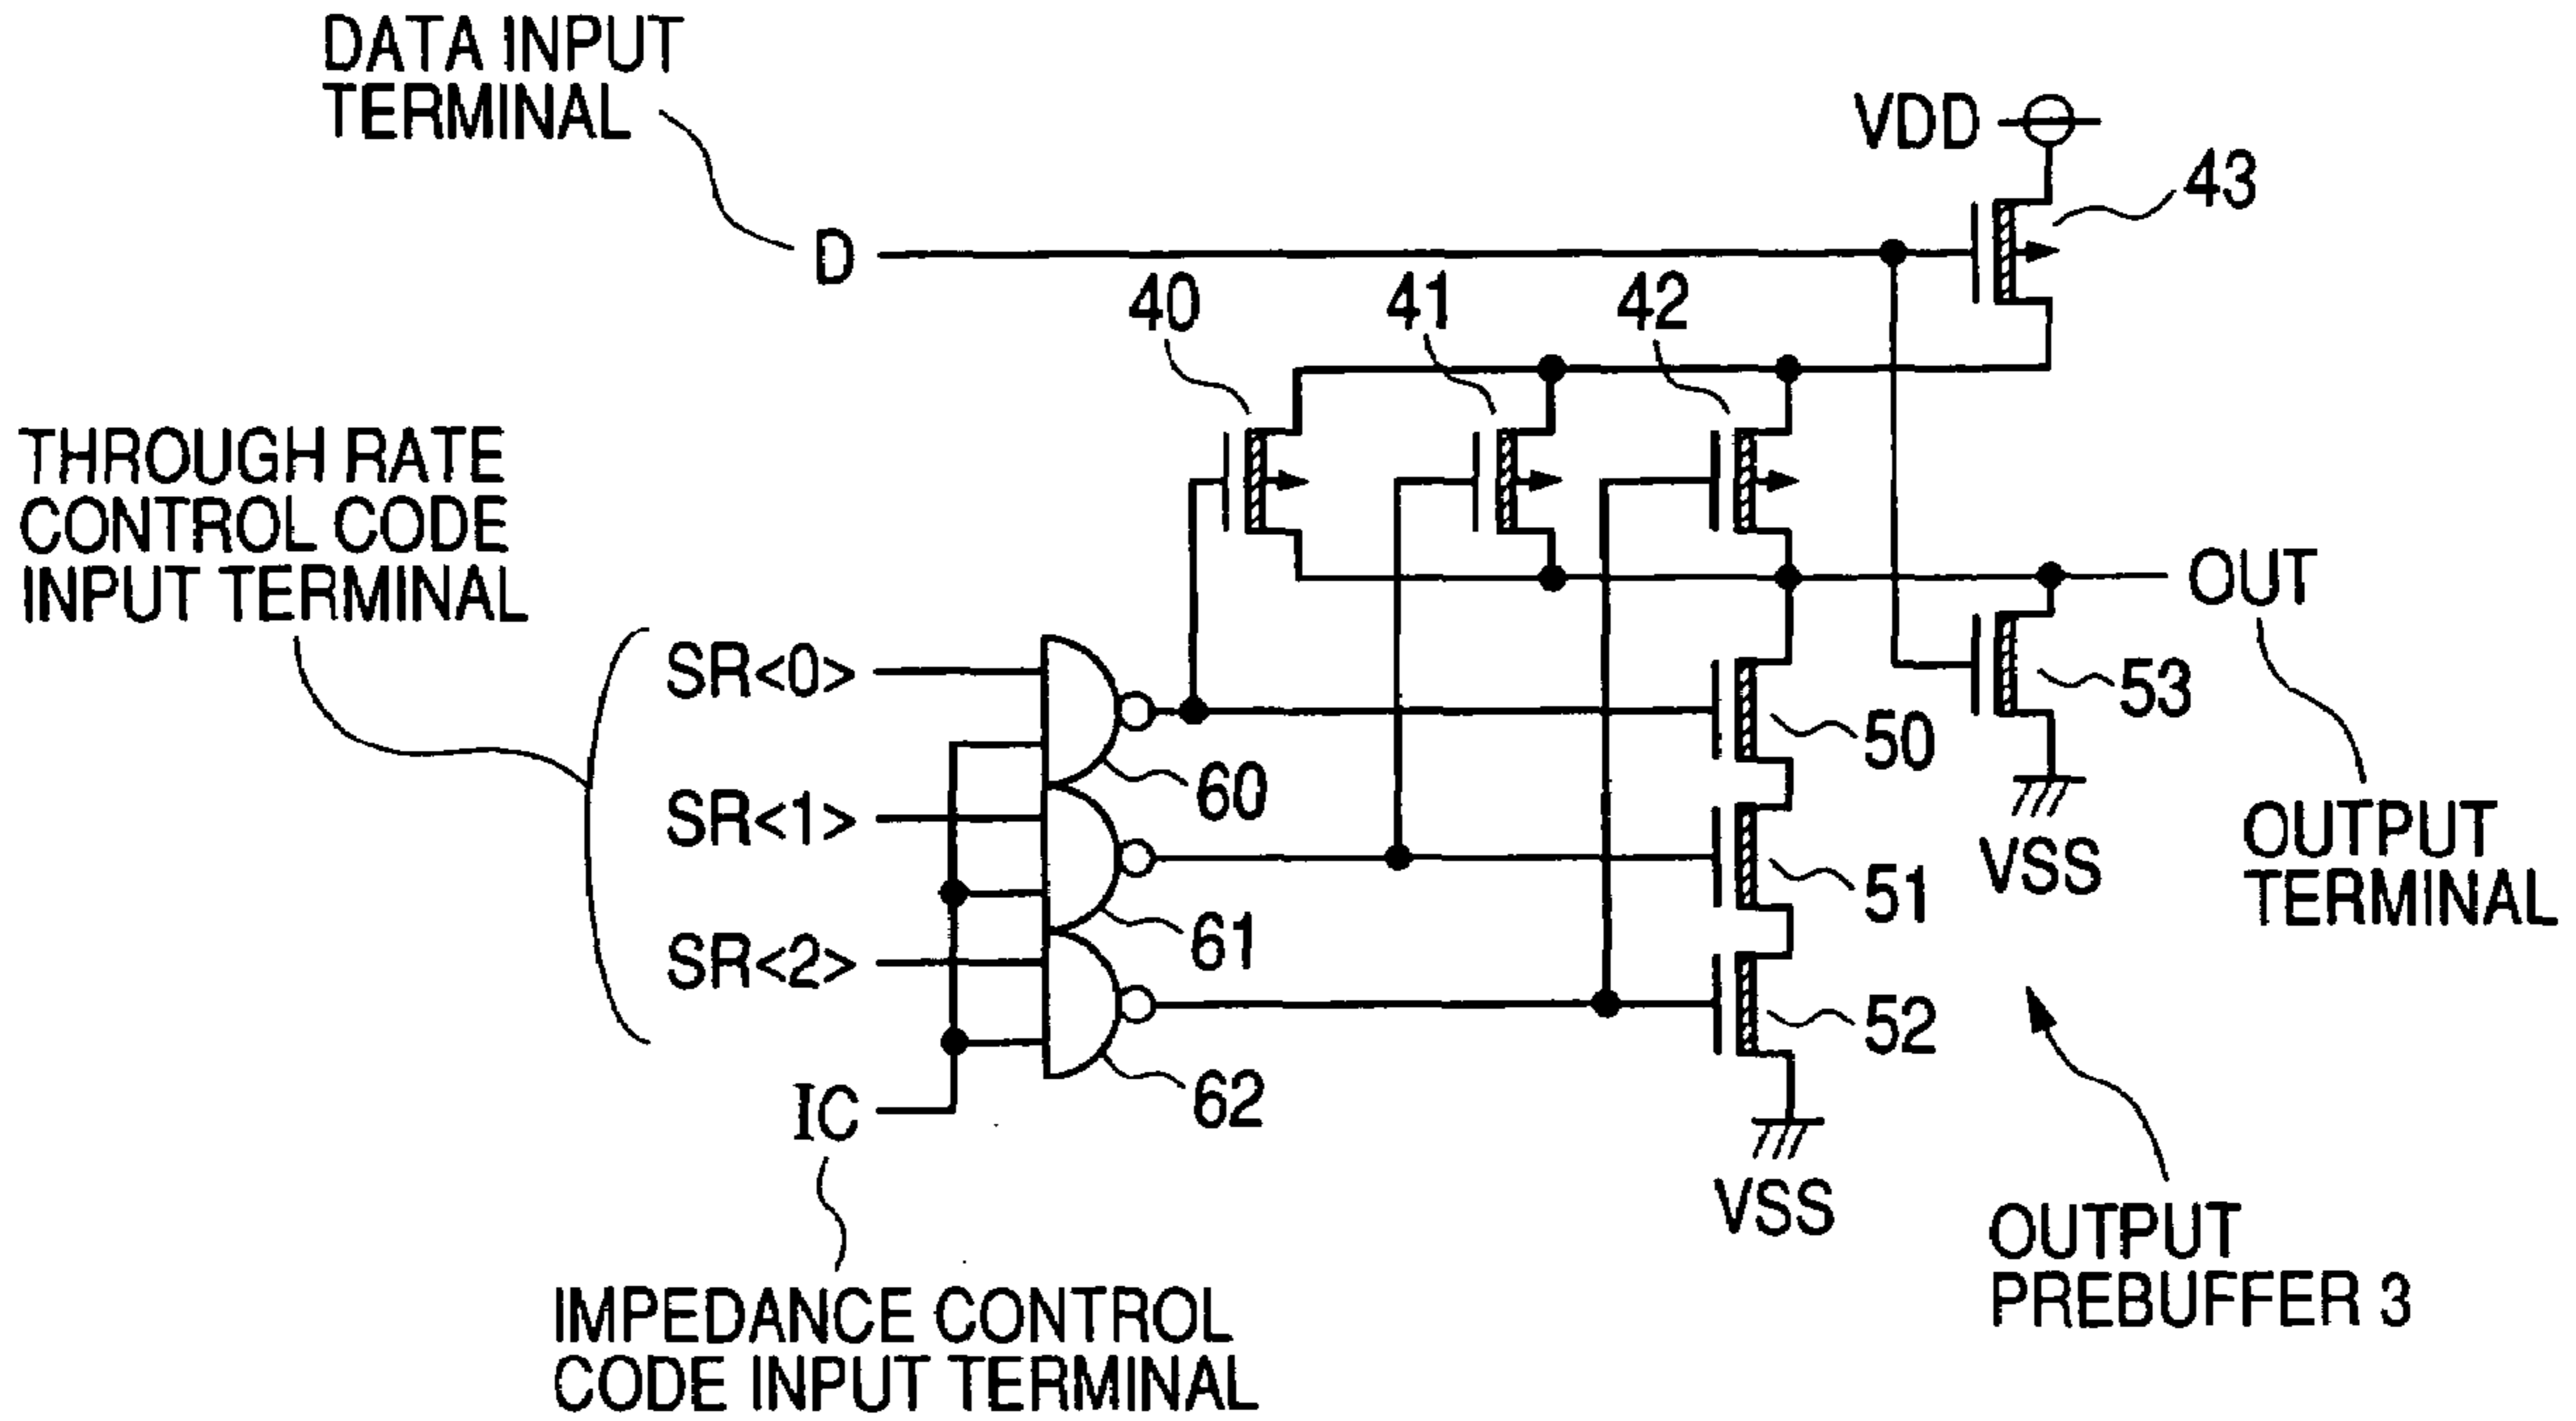 DATA INPUT
TERMINAL
VDD
43
D
40
41
42
THROUGH RATE
CONTROL CODE
INPUT TERMINAL
OUT
SR<0>
53
50
60
SR<1>
OUTPUT
TERMINAL
VSS
51
61
SR<2>
52
62
IC
VSS
OUTPUT
PREBUFFER 3
IMPEDANCE CONTROL
CODE INPUT TERMINAL